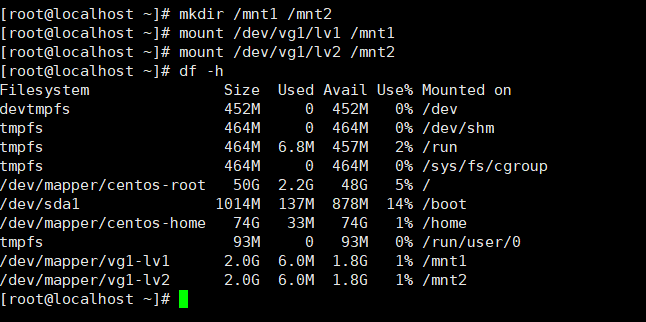 [root@localhost ~]# mkdir /mnt1 /mnt2
[root@localhost ~]# mount /dev/vg1/lv1 /mnt1
[root@localhost ~]# mount /dev/vg1/lv2 /mnt2
[root@localhost ~]# df -h
Filesystem               Size  Used Avail Use% Mounted on
devtmpfs                 452M     0  452M   0% /dev
tmpfs                    464M     0  464M   0% /dev/shm
tmpfs                    464M  6.8M  457M   2% /run
tmpfs                    464M     0  464M   0% /sys/fs/cgroup
/dev/mapper/centos-root   50G  2.2G   48G   5% /
/dev/sda1               1014M  137M  878M  14% /boot
/dev/mapper/centos-home   74G   33M   74G   1% /home
tmpfs                     93M     0   93M   0% /run/user/0
/dev/mapper/vg1-lv1      2.0G  6.0M  1.8G   1% /mnt1
/dev/mapper/vg1-lv2      2.0G  6.0M  1.8G   1% /mnt2
[root@localhost ~]#